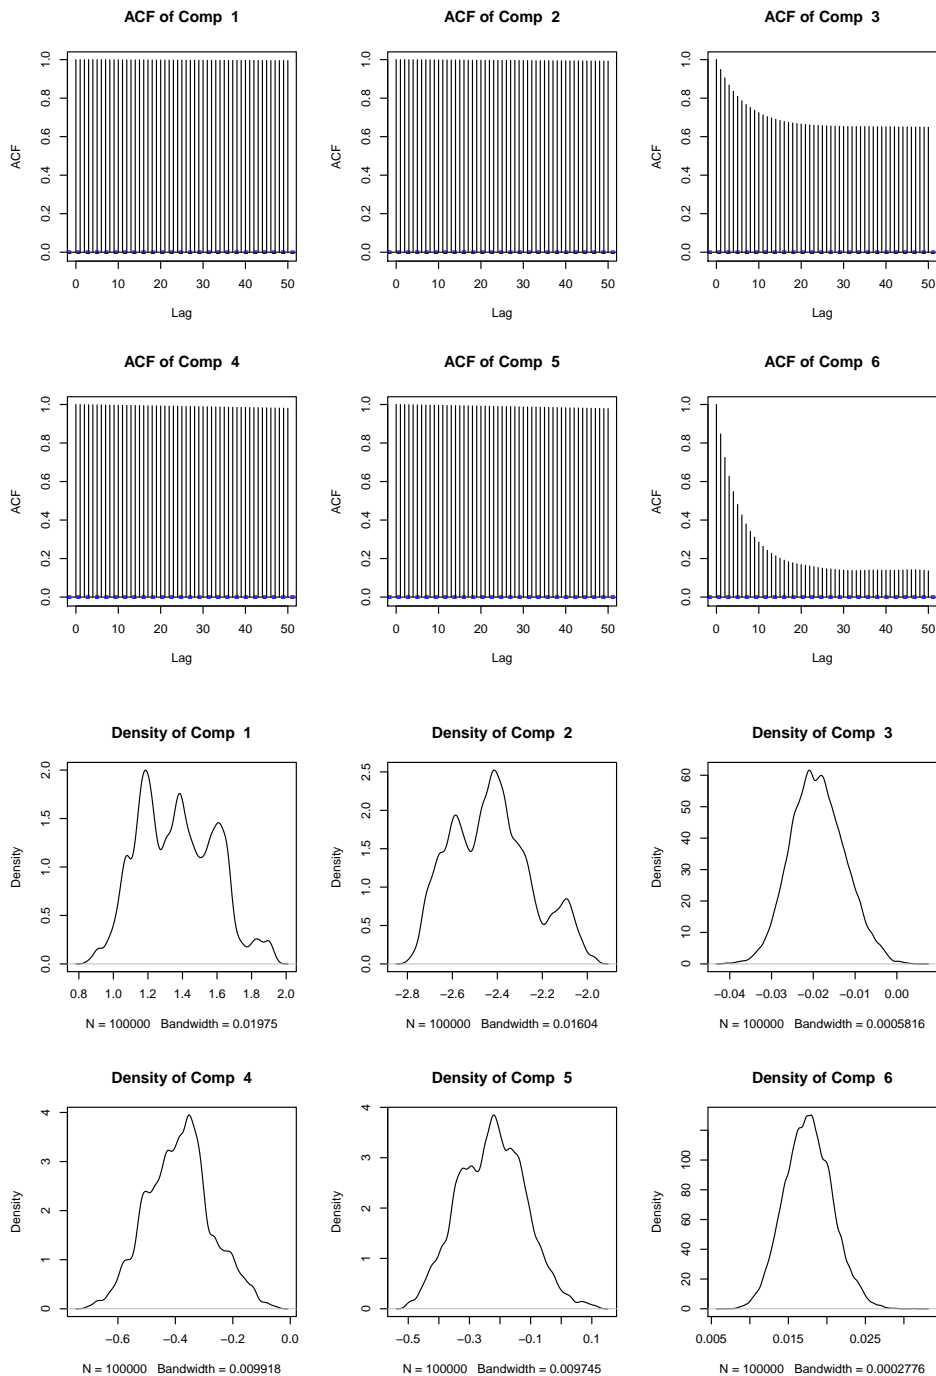 ACF of Comp 1
ACF of Comp 2
ACF of Comp 3
ACF
0.0 0.2 0.4 0.6 0.8 1.0
0 10 20 30 40 50
Lag
ACF
0.0 0.2 0.4 0.6 0.8 1.0
0 10 20 30 40 50
Lag
ACF
0.0 0.2 0.4 0.6 0.8 1.0
0 10 20 30 40 50
Lag
ACF of Comp 4
ACF of Comp 5
ACF of Comp 6
ACF
0.0 0.2 0.4 0.6 0.8 1.0
0 10 20 30 40 50
Lag
ACF
0.0 0.2 0.4 0.6 0.8 1.0
0 10 20 30 40 50
Lag
ACF
0.0 0.2 0.4 0.6 0.8 1.0
0 10 20 30 40 50
Lag
Density of Comp 1
Density of Comp 2
Density of Comp 3
Density
0.0 0.5 1.0 1.5 2.0
0.8 1.0 1.2 1.4 1.6 1.8 2.0
N = 100000 Bandwidth = 0.01975
Density
0.0 0.5 1.0 1.5 2.0 2.5
−2.8 −2.6 −2.4 −2.2 −2.0
N = 100000 Bandwidth = 0.01604
Density
0 10 20 30 40 50 60
−0.04 −0.03 −0.02 −0.01 0.00
N = 100000 Bandwidth = 0.0005816
Density of Comp 4
Density of Comp 5
Density of Comp 6
Density
0 1 2 3 4
−0.6 −0.4 −0.2 0.0
N = 100000 Bandwidth = 0.009918
Density
0 1 2 3 4
−0.5 −0.3 −0.1 0.1
N = 100000 Bandwidth = 0.009745
Density
0 20 40 60 80 100
0.005 0.015 0.025
N = 100000 Bandwidth = 0.0002776